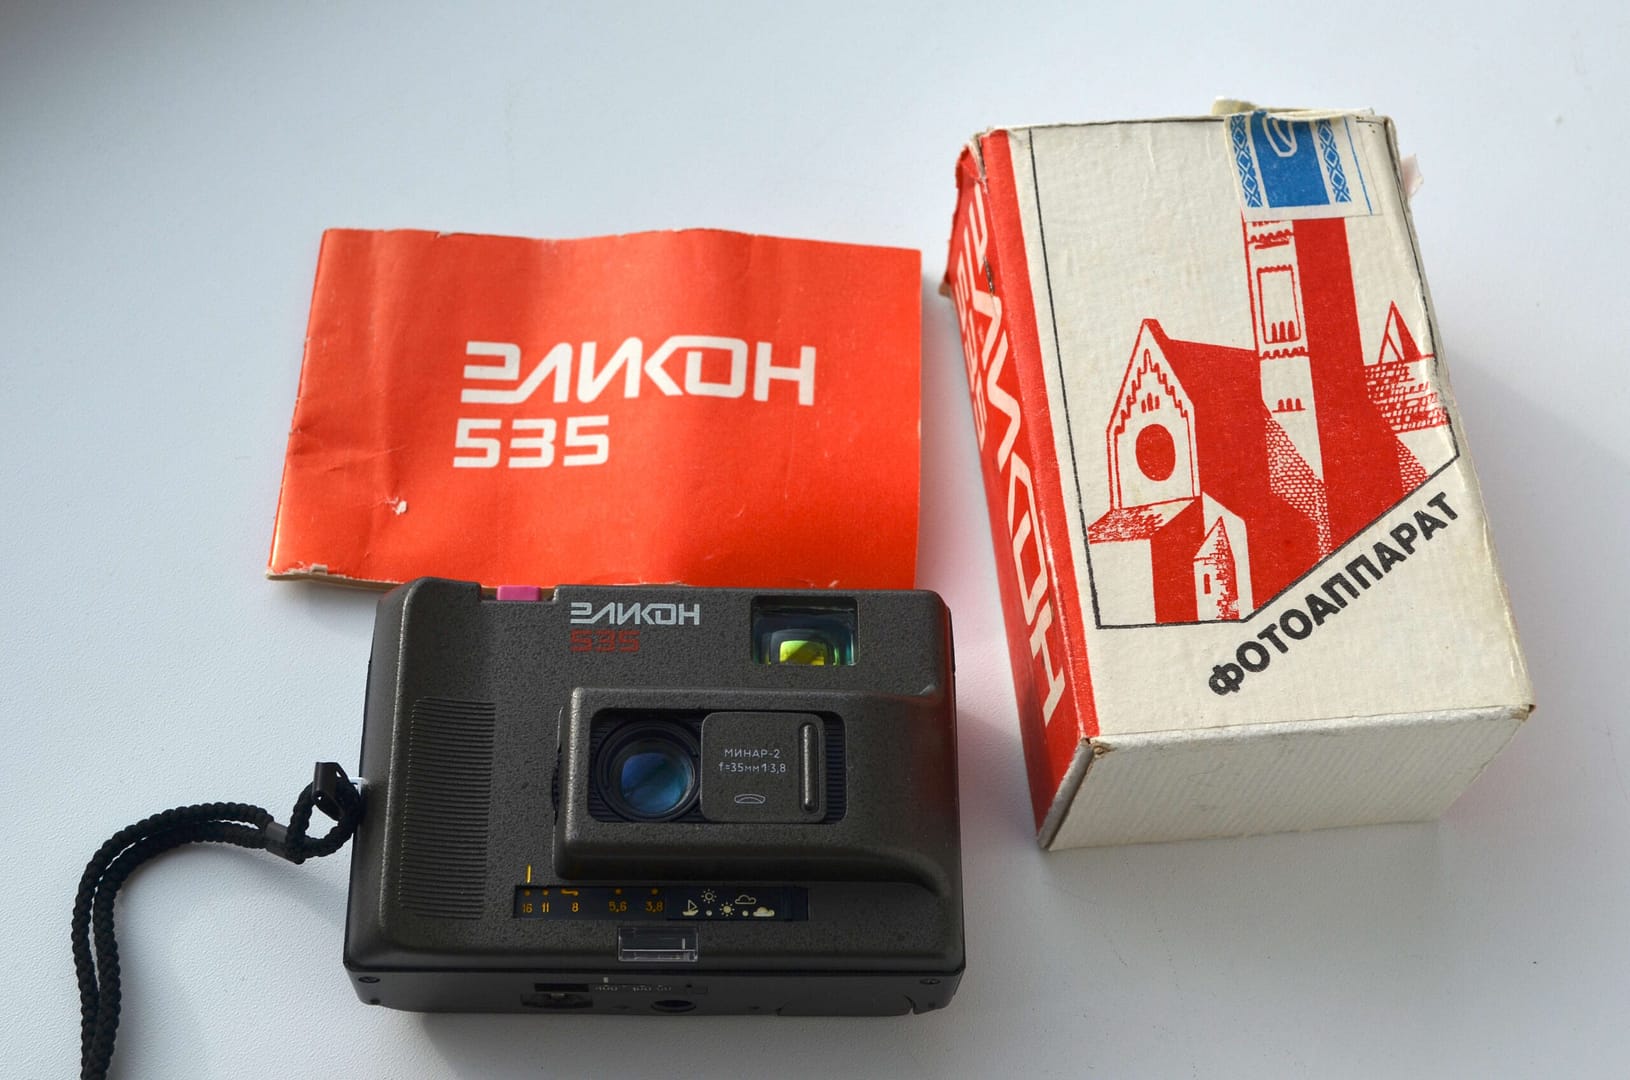 ЭЛИКОН
535
ЭЛИКОН
535
ФОТОАППАРАТ
ЭЛИКОН
535
МИНАР-2
f=35мм 1:3,8
16 11 8 5,6 3,8